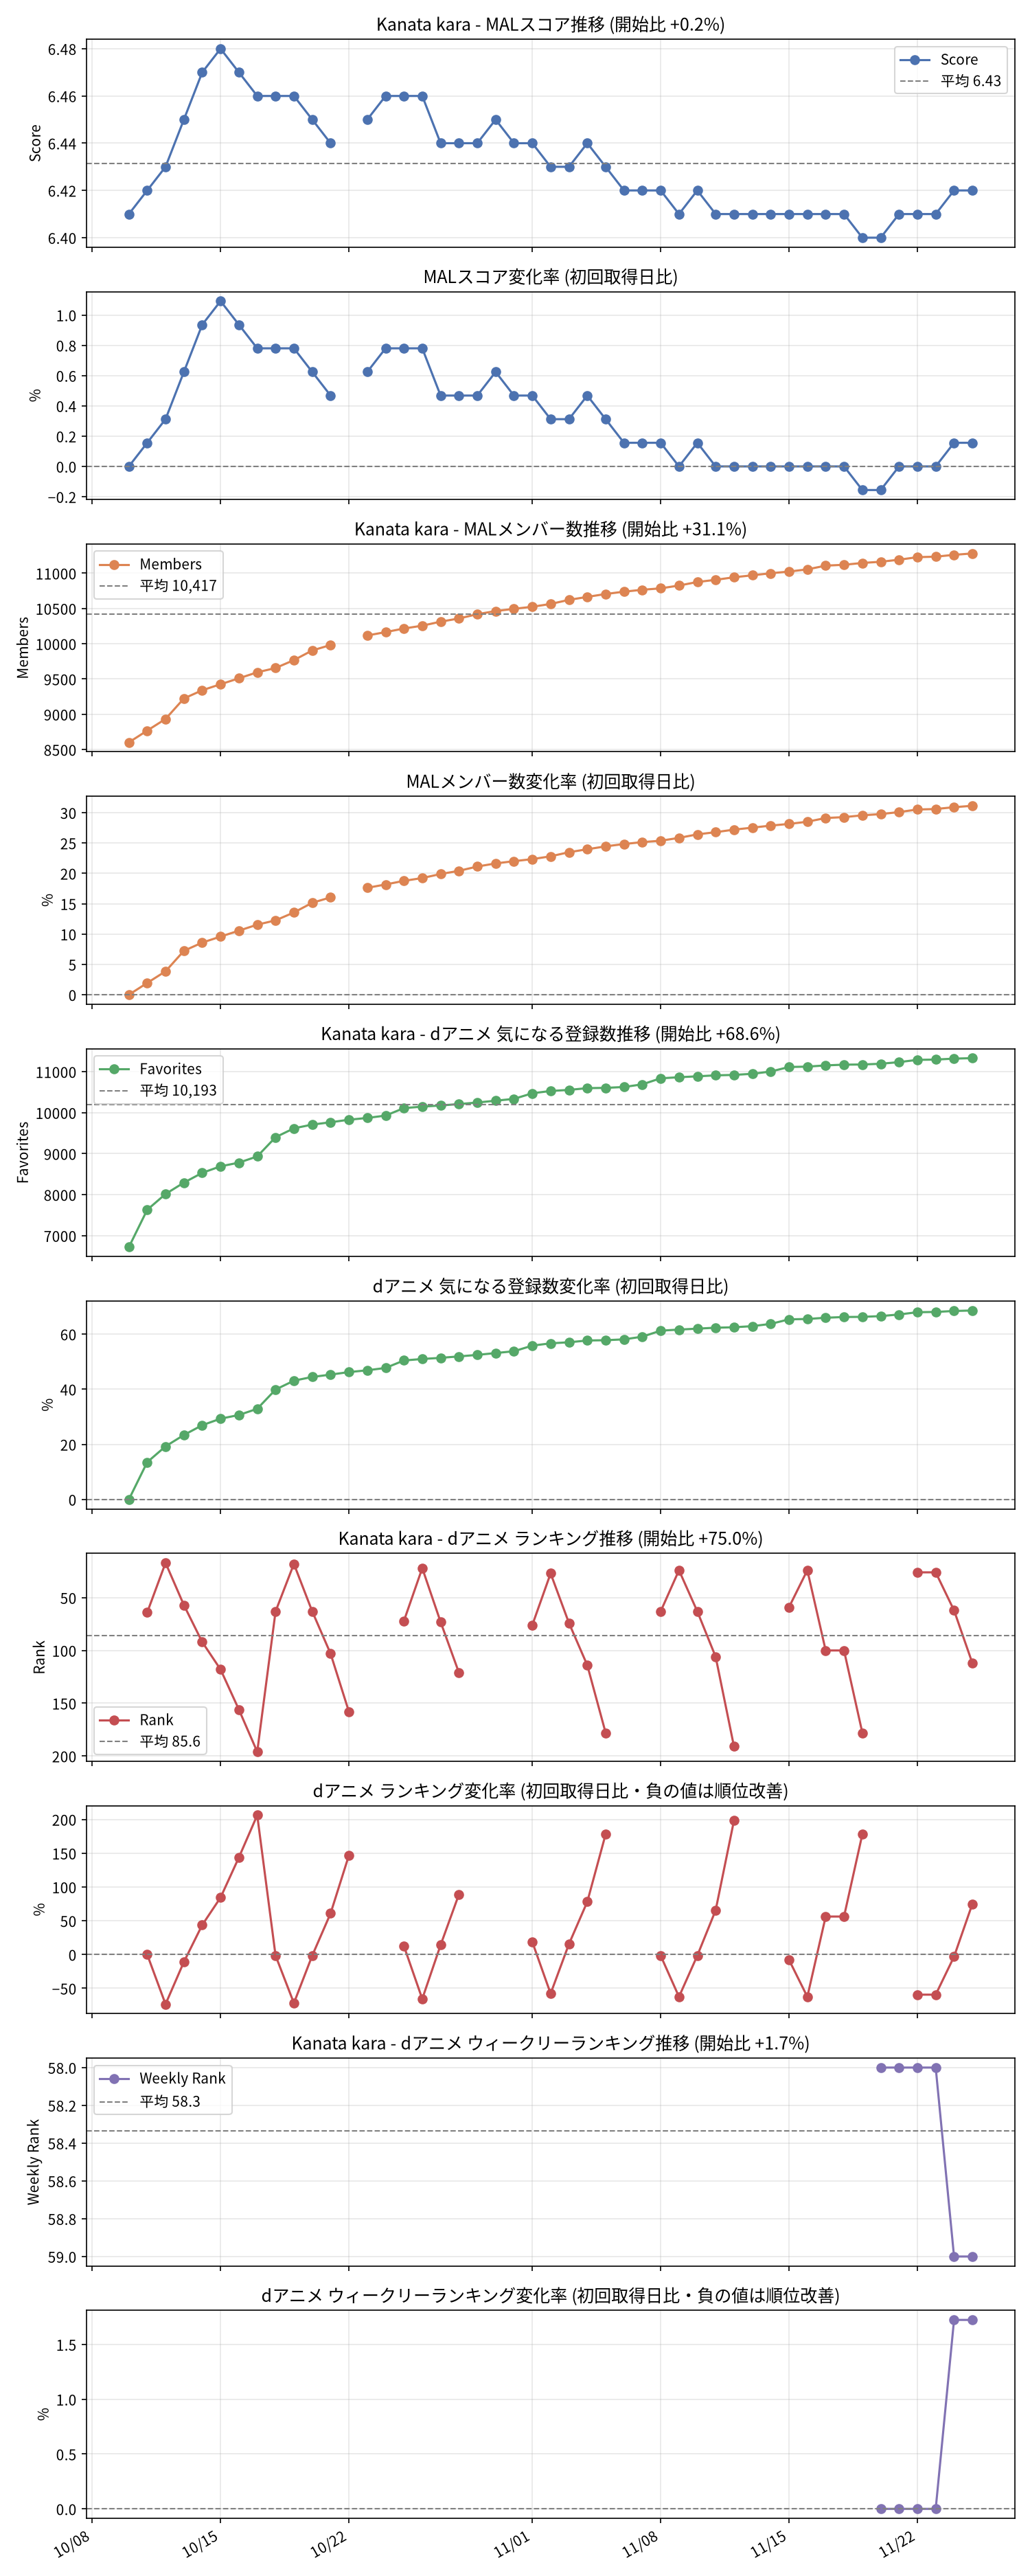 Kanata kara - MALスコア推移 (開始比 +0.2%)
Score
6.48
6.46
6.44
6.42
6.40
Score
平均 6.43
MALスコア変化率 (初回取得日比)
%
1.0
0.8
0.6
0.4
0.2
0.0
−0.2
Kanata kara - MALメンバー数推移 (開始比 +31.1%)
Members
11000
10500
10000
9500
9000
8500
Members
平均 10,417
MALメンバー数変化率 (初回取得日比)
%
30
25
20
15
10
5
0
Kanata kara - dアニメ 気になる登録数推移 (開始比 +68.6%)
Favorites
11000
10000
9000
8000
7000
Favorites
平均 10,193
dアニメ 気になる登録数変化率 (初回取得日比)
%
60
40
20
0
Kanata kara - dアニメ ランキング推移 (開始比 +75.0%)
Rank
50
100
150
200
Rank
平均 85.6
dアニメ ランキング変化率 (初回取得日比・負の値は順位改善)
%
200
150
100
50
0
−50
Kanata kara - dアニメ ウィークリーランキング推移 (開始比 +1.7%)
Weekly Rank
58.0
58.2
58.4
58.6
58.8
59.0
Weekly Rank
平均 58.3
dアニメ ウィークリーランキング変化率 (初回取得日比・負の値は順位改善)
%
1.5
1.0
0.5
0.0
10/08
10/15
10/22
11/01
11/08
11/15
11/22